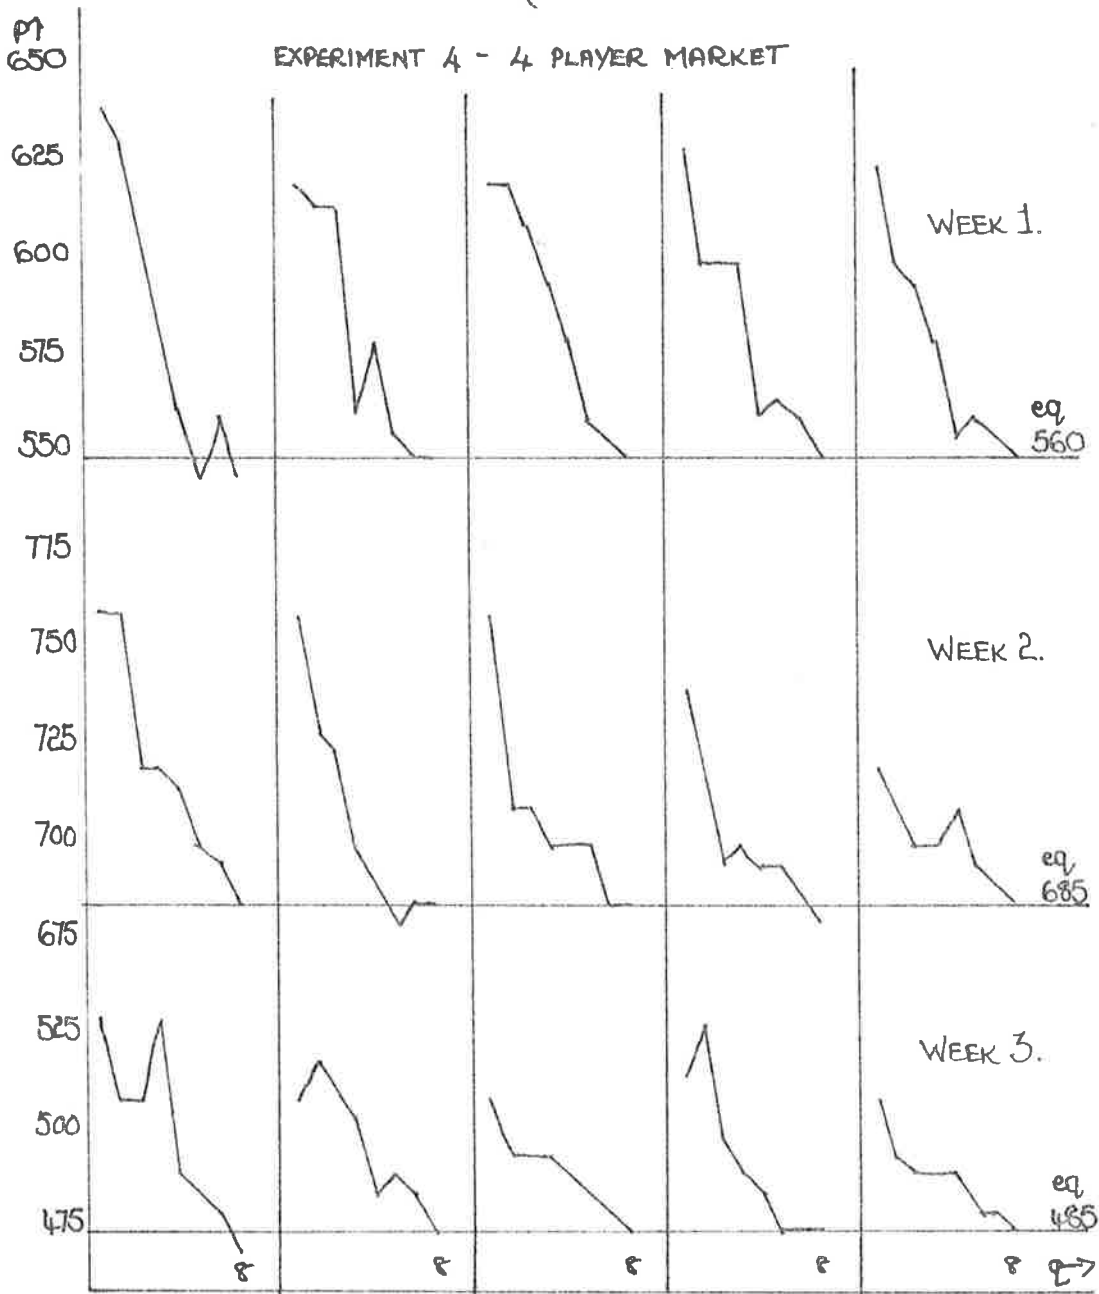 P↑
650
EXPERIMENT 4 - 4 PLAYER MARKET
625
600
WEEK 1.
575
550
eq
560
775
750
WEEK 2.
725
700
eq
685
675
525
WEEK 3.
500
475
eq
485
8 8 8 8 8 q→